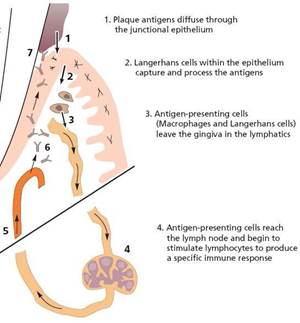 1. Plaque antigens diffuse through
the junctional epithelium
1
7
2. Langerhans cells within the epithelium
capture and process the antigens
2
3. Antigen-presenting cells
(Macrophages and Langerhans cells)
leave the gingiva in the lymphatics
3
6
5
4. Antigen-presenting cells reach
the lymph node and begin to
stimulate lymphocytes to produce
a specific immune response
4